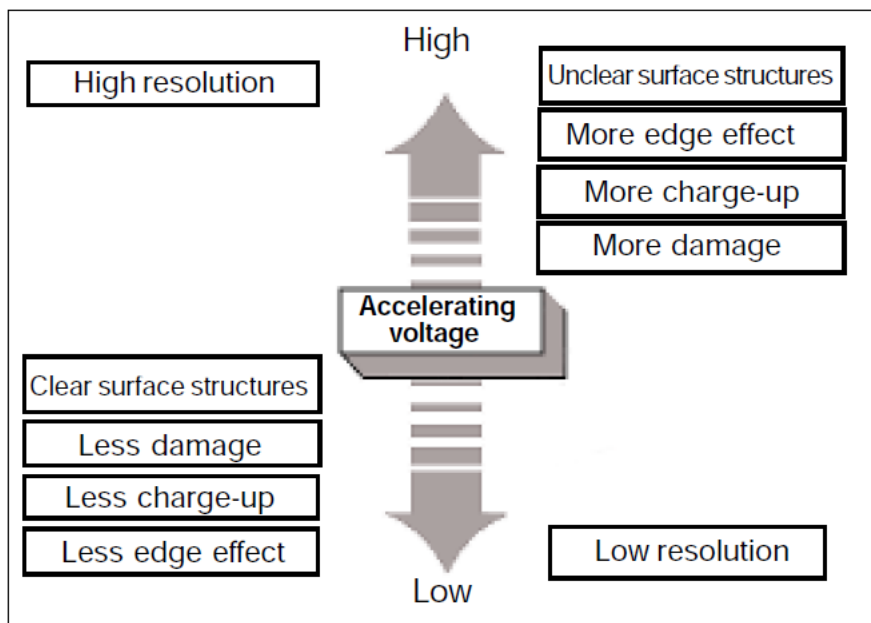 High
High resolution
Unclear surface structures
More edge effect
More charge-up
More damage
Accelerating
voltage
Clear surface structures
Less damage
Less charge-up
Less edge effect
Low resolution
Low